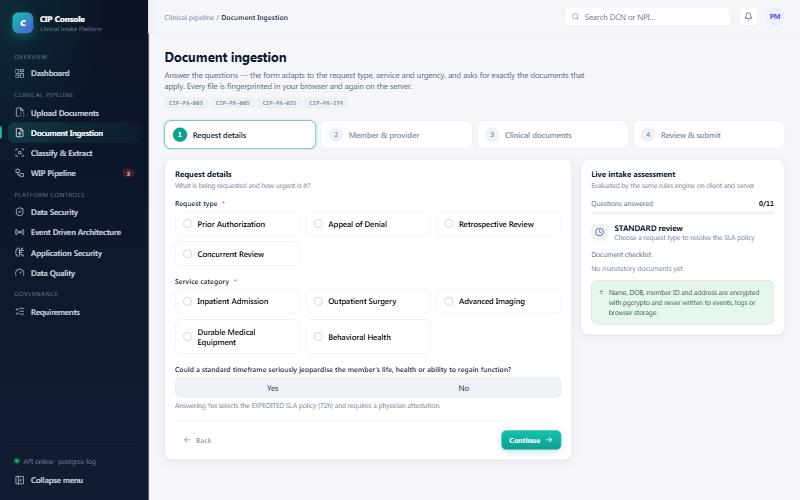 C
CIP Console
Clinical Intake Platform
OVERVIEW
Dashboard
CLINICAL PIPELINE
Upload Documents
Document Ingestion
Classify & Extract
WIP Pipeline 3
PLATFORM CONTROLS
Data Security
Event Driven Architecture
Application Security
Data Quality
GOVERNANCE
Requirements
API online · postgres log
Collapse menu
Clinical pipeline / Document Ingestion
Search DCN or NPI...
PM
Document ingestion
Answer the questions — the form adapts to the request type, service and urgency, and asks for exactly the documents that
apply. Every file is fingerprinted in your browser and again on the server.
CIP-PA-003 CIP-PA-005 CIP-PA-025 CIP-PA-274
1 Request details
2 Member & provider
3 Clinical documents
4 Review & submit
Request details
What is being requested and how urgent is it?
Request type *
Prior Authorization
Appeal of Denial
Retrospective Review
Concurrent Review
Service category *
Inpatient Admission
Outpatient Surgery
Advanced Imaging
Durable Medical
Equipment
Behavioral Health
Could a standard timeframe seriously jeopardise the member's life, health or ability to regain function?
Yes No
Answering Yes selects the EXPEDITED SLA policy (72h) and requires a physician attestation.
Back
Continue
Live intake assessment
Evaluated by the same rules engine on client and server
Questions answered 0/11
STANDARD review
Choose a request type to resolve the SLA policy
Document checklist
No mandatory documents yet.
Name, DOB, member ID and address are encrypted
with pgcrypto and never written to events, logs or
browser storage.